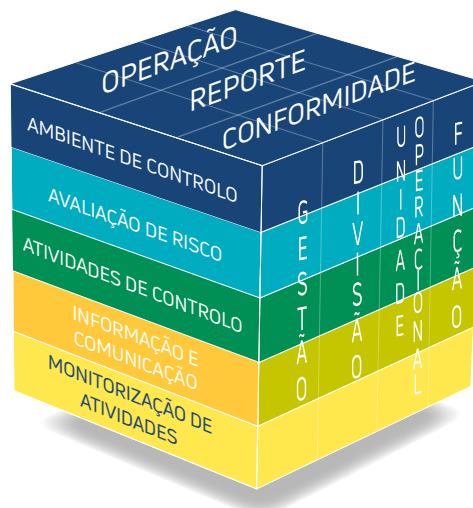 OPERAÇÃO
REPORTE
CONFORMIDADE
AMBIENTE DE CONTROLO
AVALIAÇÃO DE RISCO
ATIVIDADES DE CONTROLO
INFORMAÇÃO E
COMUNICAÇÃO
MONITORIZAÇÃO DE
ATIVIDADES
GESTÃO
DIVISÃO
UNIDADE
OPERACIONAL
FUNÇÃO